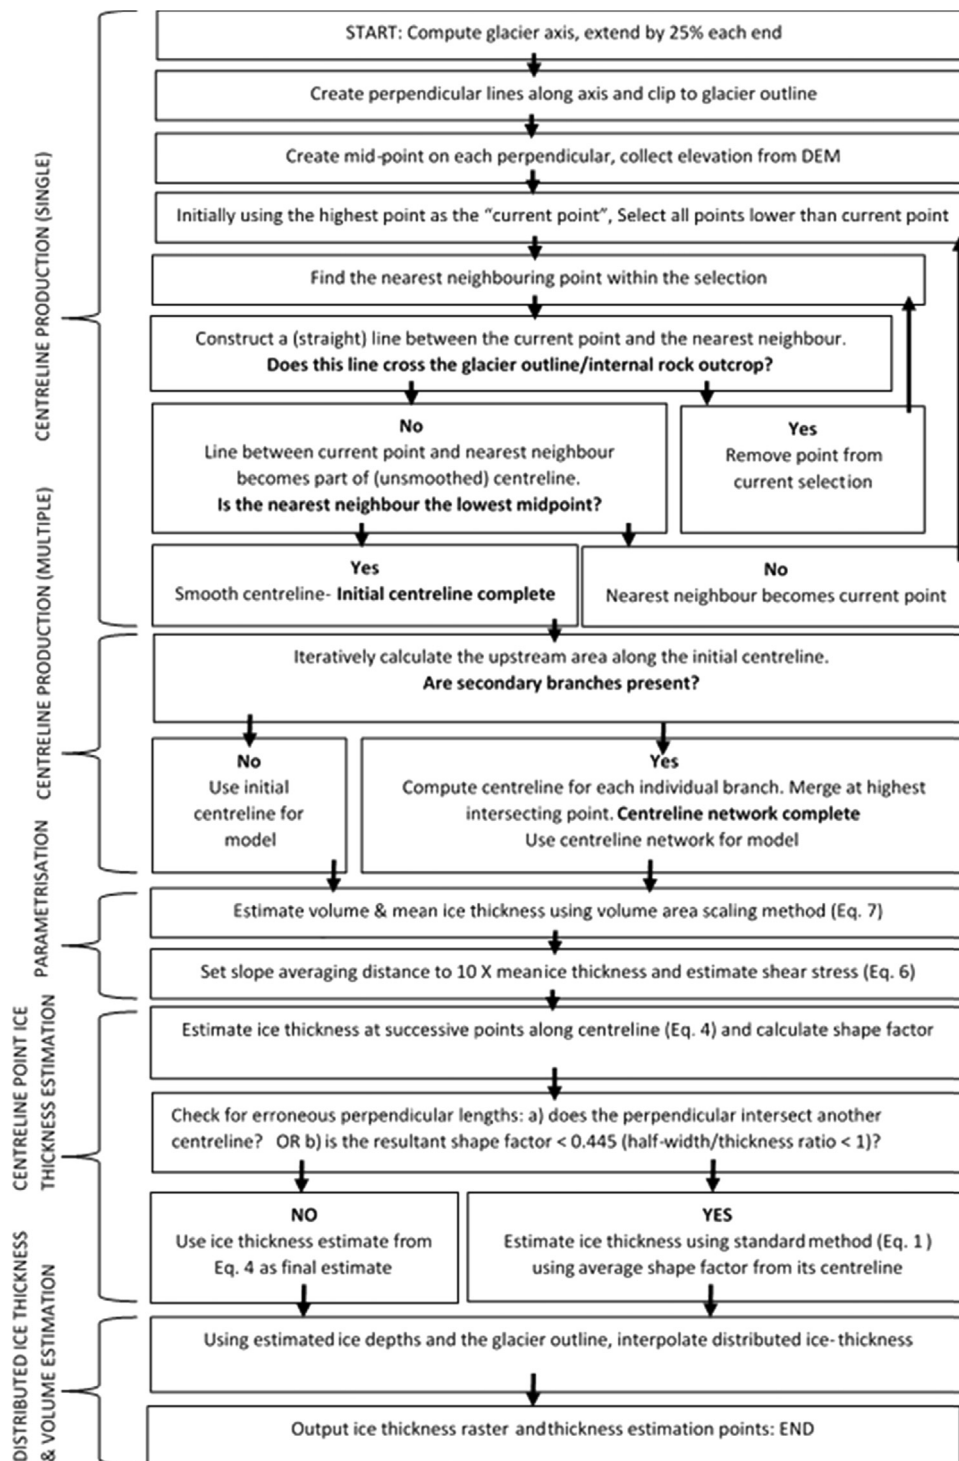 START: Compute glacier axis, extend by 25% each end
Create perpendicular lines along axis and clip to glacier outline
Create mid-point on each perpendicular, collect elevation from DEM
Initially using the highest point as the “current point”, Select all points lower than current point
Find the nearest neighbouring point within the selection
Construct a (straight) line between the current point and the nearest neighbour.
Does this line cross the glacier outline/internal rock outcrop?
No
Line between current point and nearest neighbour
becomes part of (unsmoothed) centreline.
Is the nearest neighbour the lowest midpoint?
Yes
Remove point from
current selection
Yes
Smooth centreline- Initial centreline complete
No
Nearest neighbour becomes current point
CENTRELINE PRODUCTION (SINGLE)
Iteratively calculate the upstream area along the initial centreline.
Are secondary branches present?
No
Use initial
centreline for
model
Yes
Compute centreline for each individual branch. Merge at highest
intersecting point. Centreline network complete
Use centreline network for model
CENTRELINE PRODUCTION (MULTIPLE)
Estimate volume & mean ice thickness using volume area scaling method (Eq. 7)
Set slope averaging distance to 10 X mean ice thickness and estimate shear stress (Eq. 6)
PARAMETRISATION
Estimate ice thickness at successive points along centreline (Eq. 4) and calculate shape factor
Check for erroneous perpendicular lengths: a) does the perpendicular intersect another
centreline? OR b) is the resultant shape factor < 0.445 (half-width/thickness ratio < 1)?
NO
Use ice thickness estimate from
Eq. 4 as final estimate
YES
Estimate ice thickness using standard method (Eq. 1)
using average shape factor from its centreline
CENTRELINE POINT ICE
THICKNESS ESTIMATION
Using estimated ice depths and the glacier outline, interpolate distributed ice-thickness
Output ice thickness raster and thickness estimation points: END
DISTRIBUTED ICE THICKNESS
& VOLUME ESTIMATION